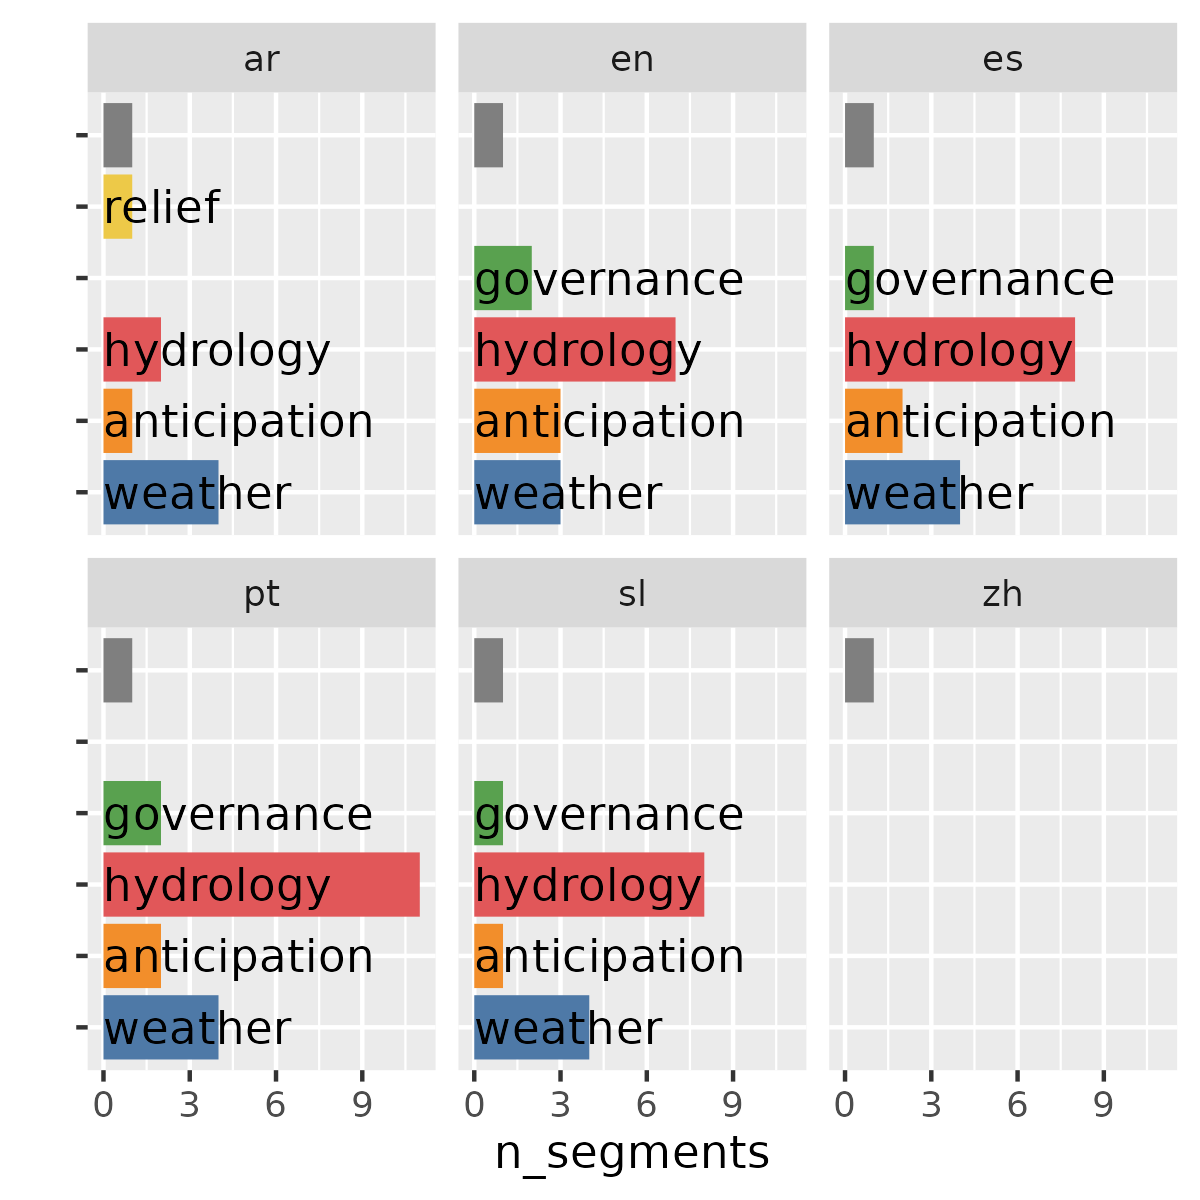 ar en es
relief
governance governance
hydrology hydrology hydrology
anticipation anticipation anticipation
weather weather weather
pt sl zh
governance governance
hydrology hydrology
anticipation anticipation
weather weather
0 3 6 9 0 3 6 9 0 3 6 9
n_segments